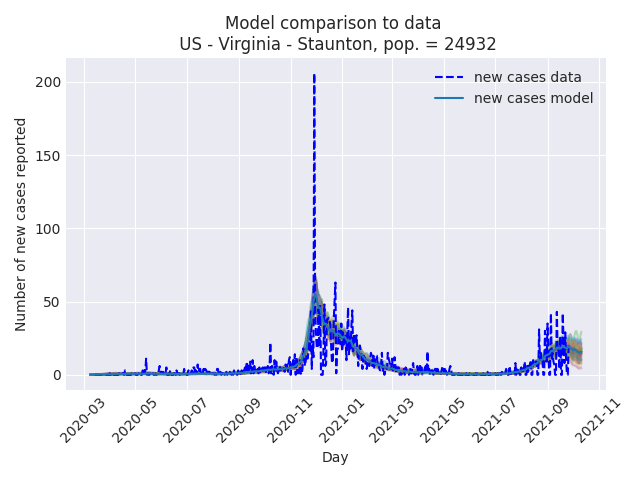 Model comparison to data
US - Virginia - Staunton, pop. = 24932
new cases data
new cases model
Number of new cases reported
200
150
100
50
0
2020-03
2020-05
2020-07
2020-09
2020-11
2021-01
2021-03
2021-05
2021-07
2021-09
2021-11
Day